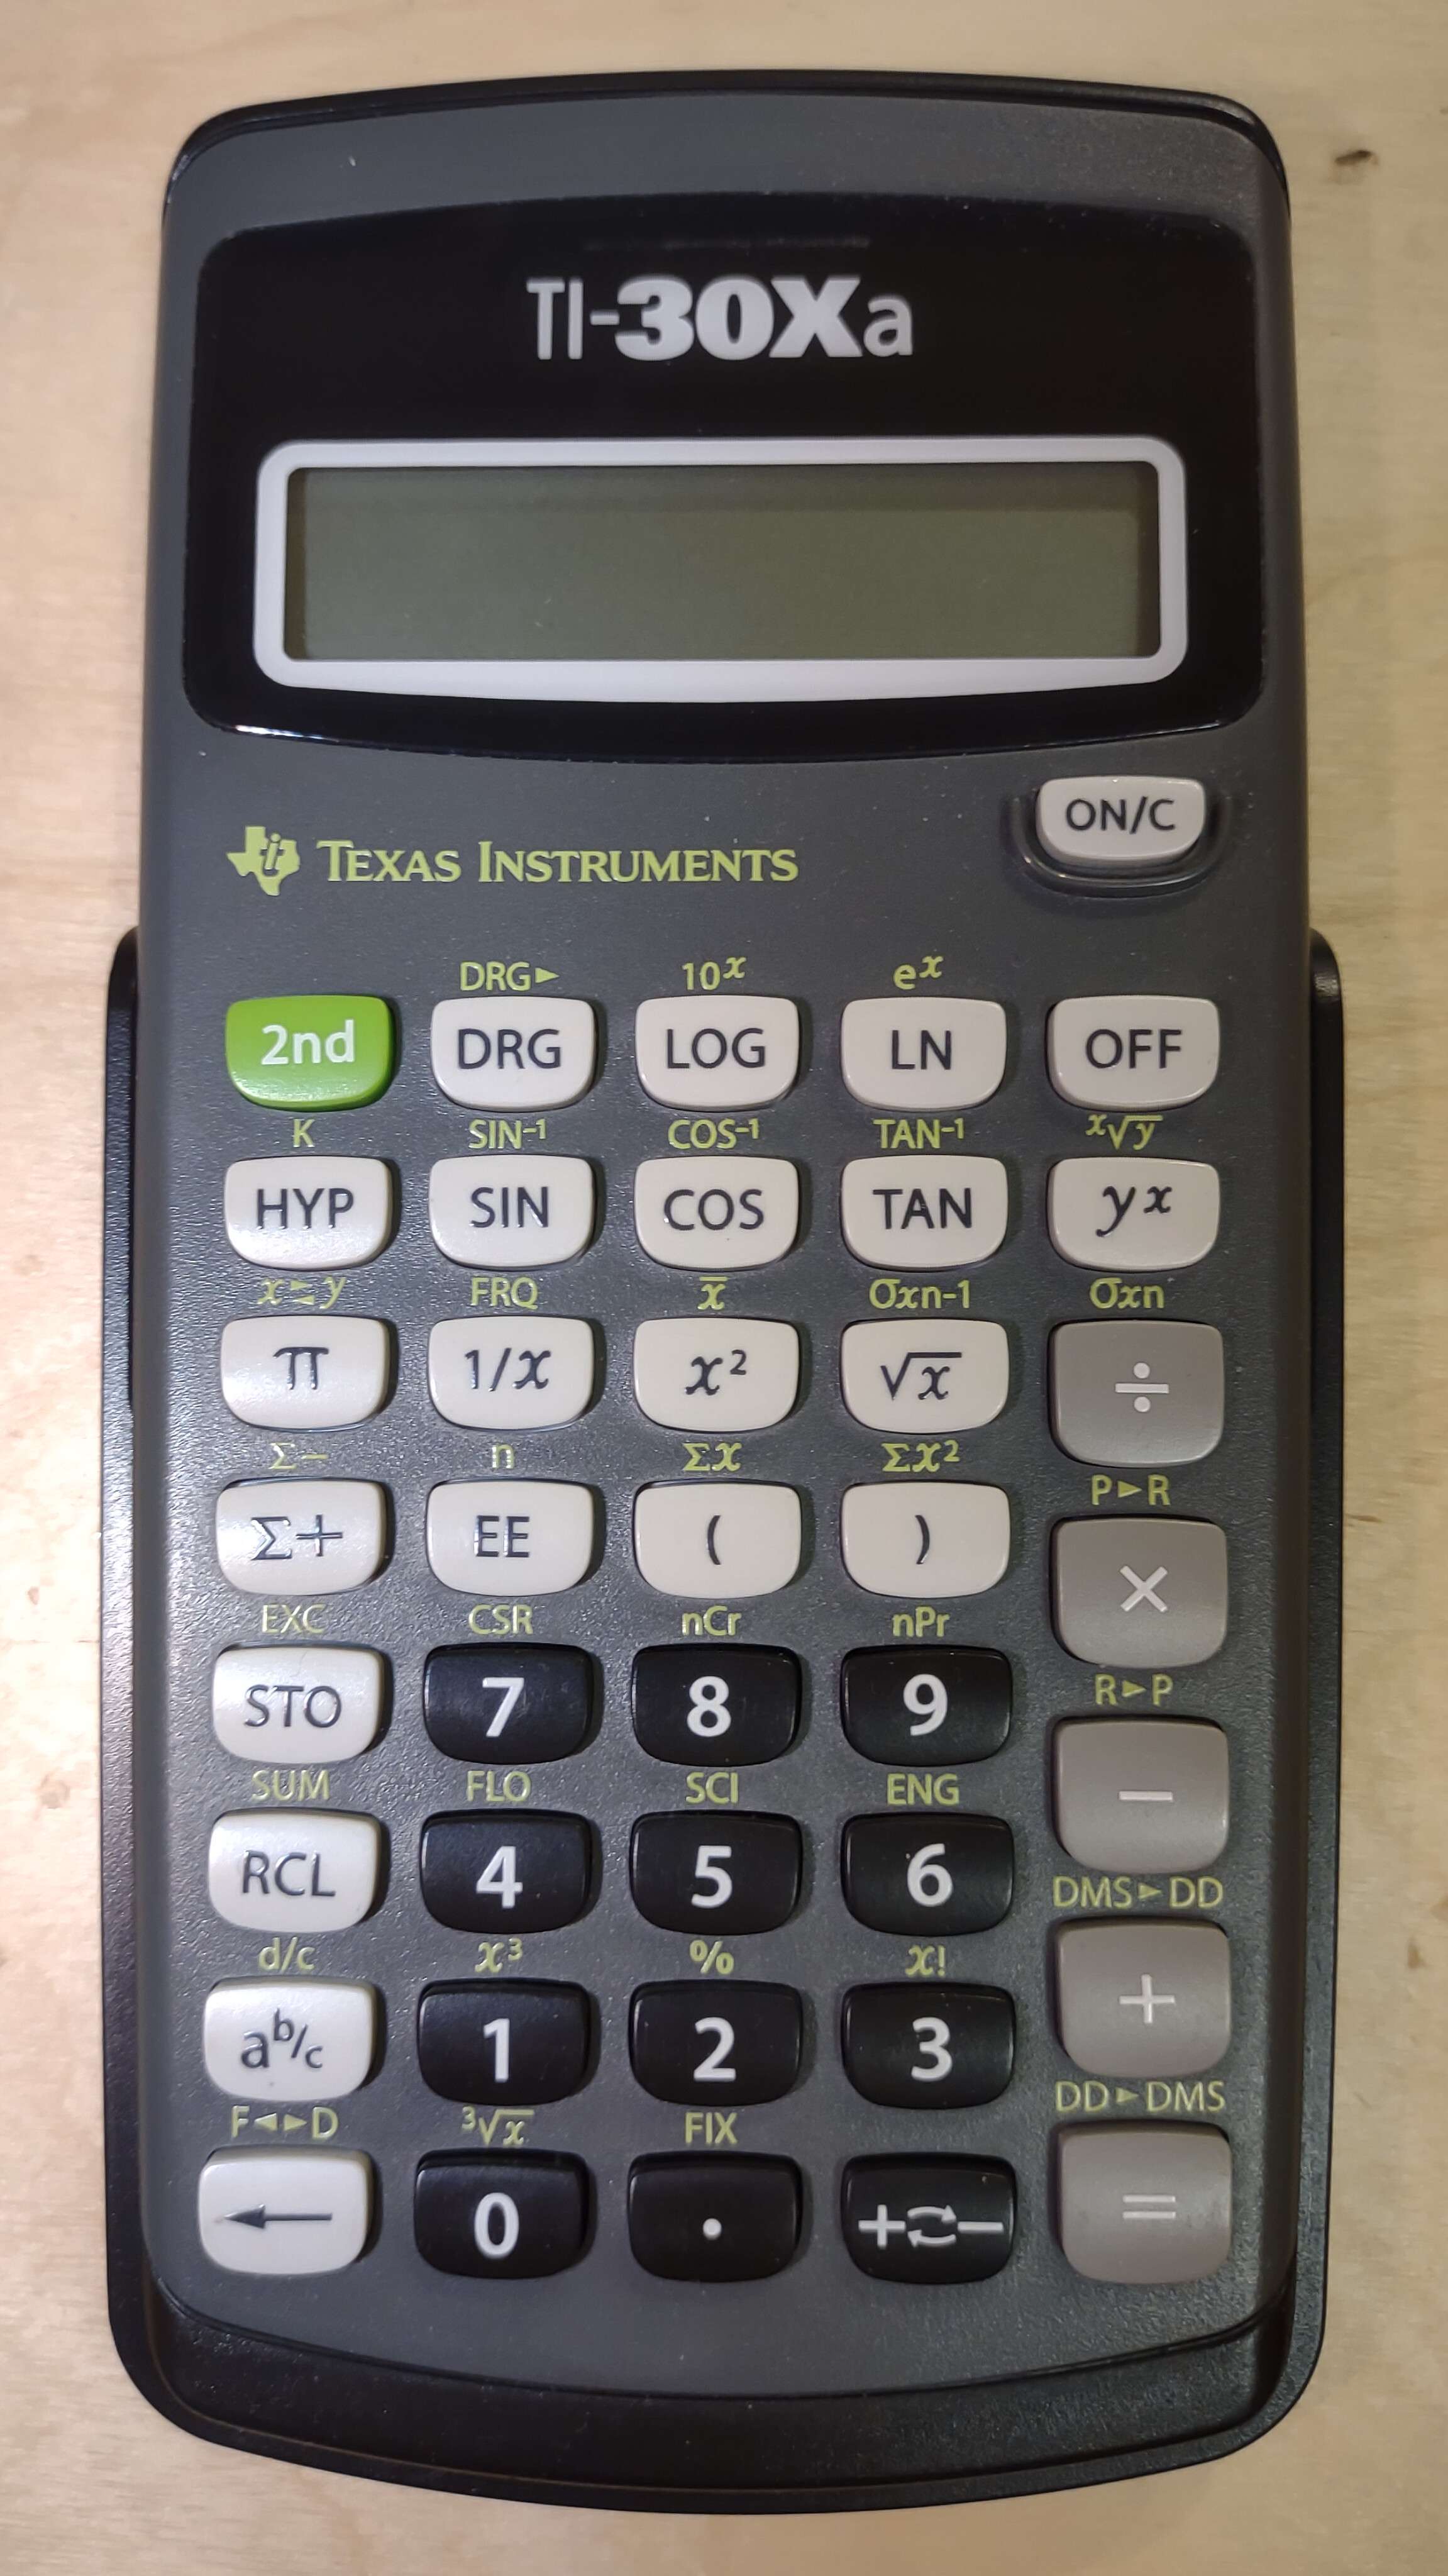 TI-30Xa
ON/C
TEXAS INSTRUMENTS
DRG► 10ˣ eˣ
2nd DRG LOG LN OFF
K SIN⁻¹ COS⁻¹ TAN⁻¹ ˣ√y
HYP SIN COS TAN yˣ
x⇄y FRQ x̅ σxn-1 σxn
π 1/x x² √x ÷
Σ− n Σx Σx² P►R
Σ+ EE ( ) ×
EXC CSR nCr nPr R►P
STO 7 8 9 −
SUM FLO SCI ENG DMS►DD
RCL 4 5 6 +
d/c x³ % x! DD►DMS
aᵇ/c 1 2 3 =
F◄►D ³√x FIX
← 0 . +⇄−